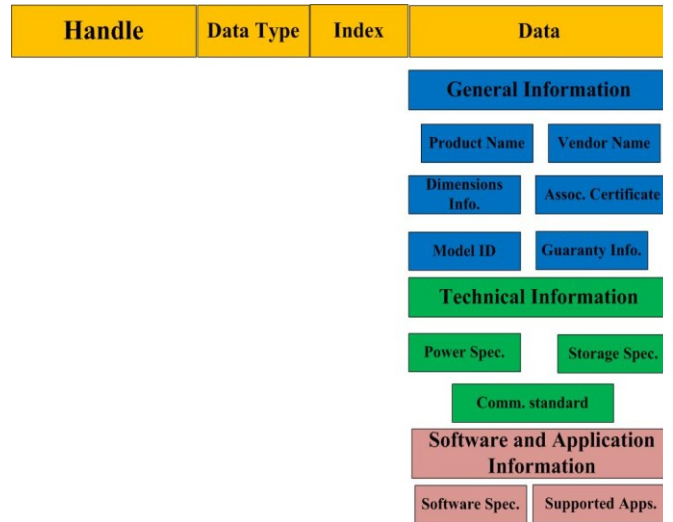 Handle Data Type Index Data
General Information
Product Name Vendor Name
Dimensions
Info.
Assoc. Certificate
Model ID Guaranty Info.
Technical Information
Power Spec. Storage Spec.
Comm. standard
Software and Application
Information
Software Spec. Supported Apps.